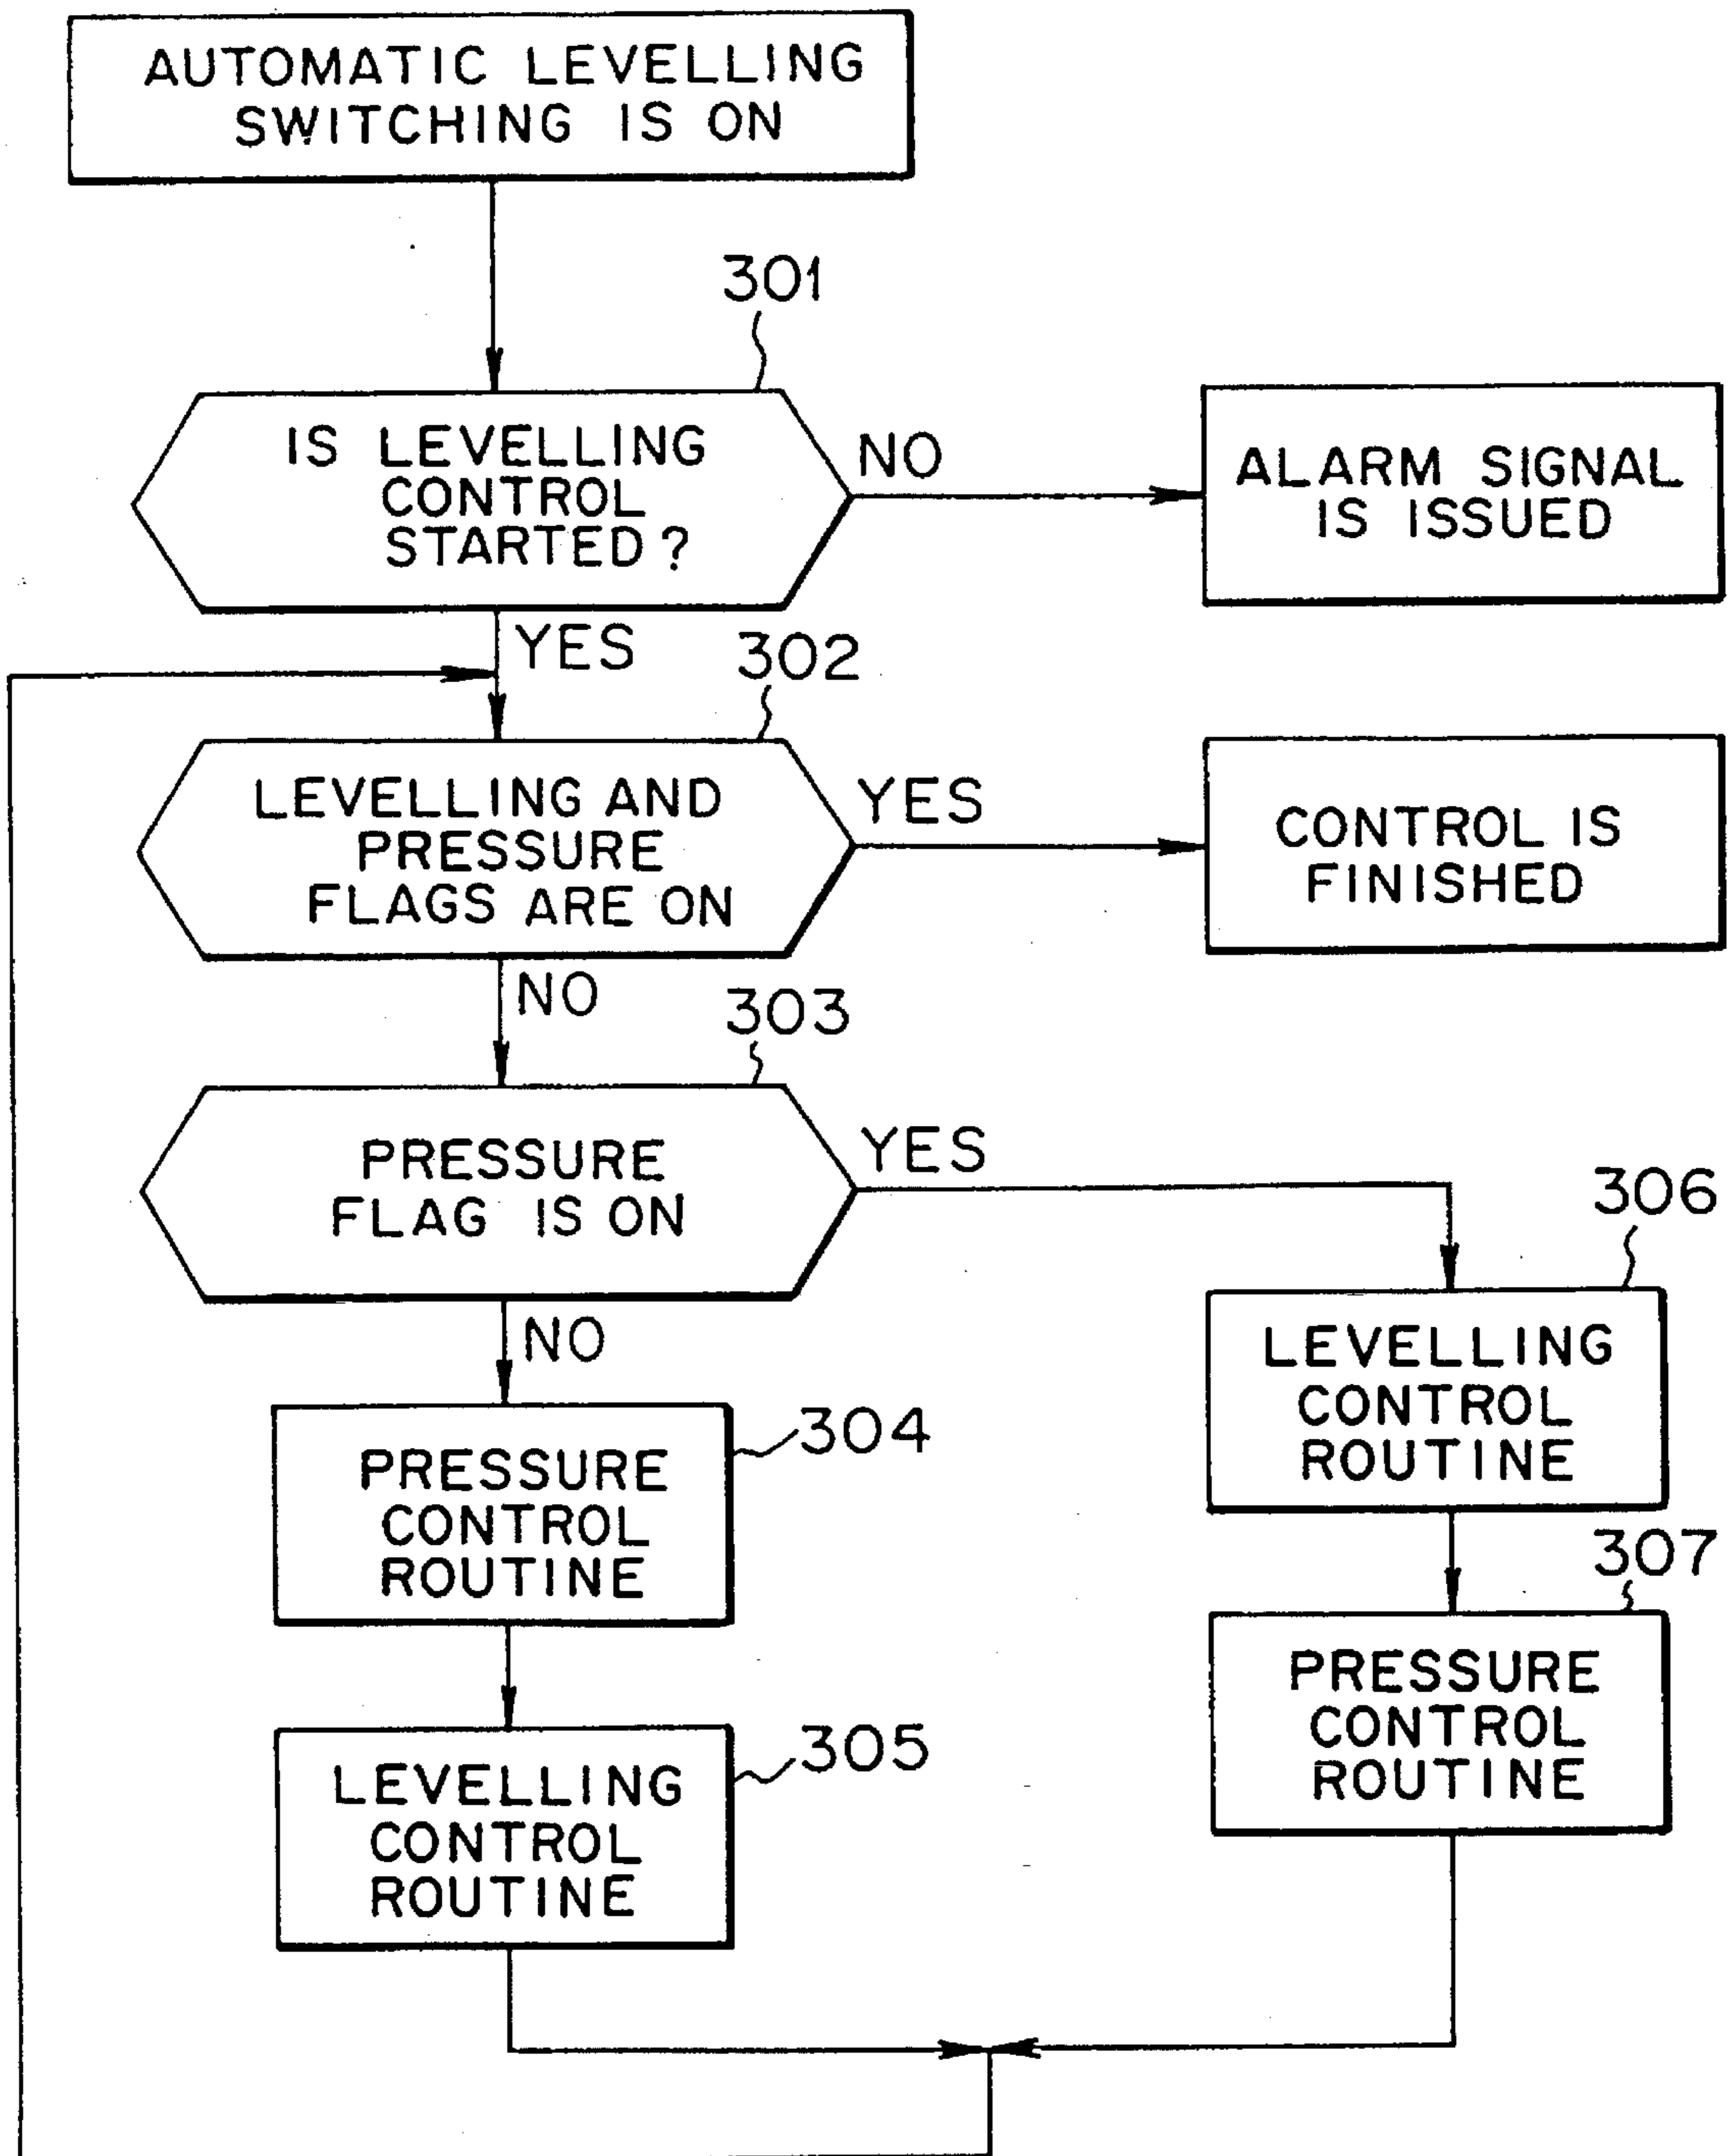 AUTOMATIC LEVELLING
SWITCHING IS ON
301
IS LEVELLING
CONTROL
STARTED?
NO
ALARM SIGNAL
IS ISSUED
YES
302
LEVELLING AND
PRESSURE
FLAGS ARE ON
YES
CONTROL IS
FINISHED
NO
303
PRESSURE
FLAG IS ON
YES
306
NO
LEVELLING
CONTROL
ROUTINE
304
PRESSURE
CONTROL
ROUTINE
307
PRESSURE
CONTROL
ROUTINE
305
LEVELLING
CONTROL
ROUTINE